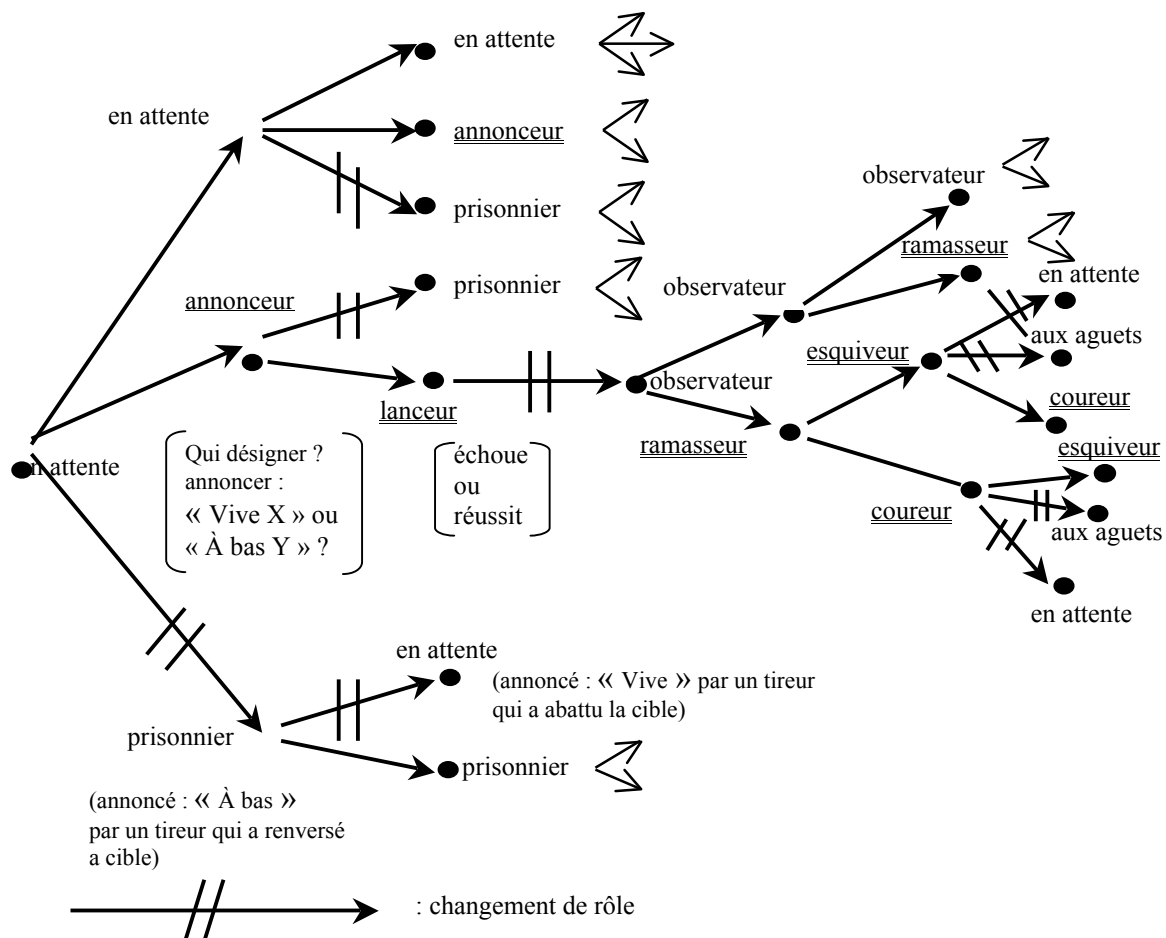 en attente
en attente
annonceur
prisonnier
observateur
ramasseur
en attente
annonceur
prisonnier
observateur
aux aguets
esquiveur
observateur
coureur
lanceur
ramasseur
esquiveur
n attente
Qui désigner ?
annoncer :
« Vive X » ou
« À bas Y » ?
échoue
ou
réussit
coureur
aux aguets
en attente
en attente
(annoncé : « Vive » par un tireur
qui a abattu la cible)
prisonnier
prisonnier
(annoncé : « À bas »
par un tireur qui a renversé
a cible)
: changement de rôle